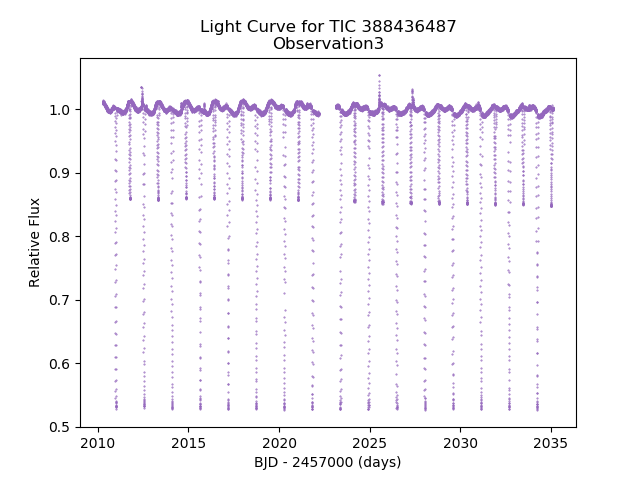 Light Curve for TIC 388436487
Observation3
Relative Flux
1.0
0.9
0.8
0.7
0.6
0.5
2010 2015 2020 2025 2030 2035
BJD - 2457000 (days)